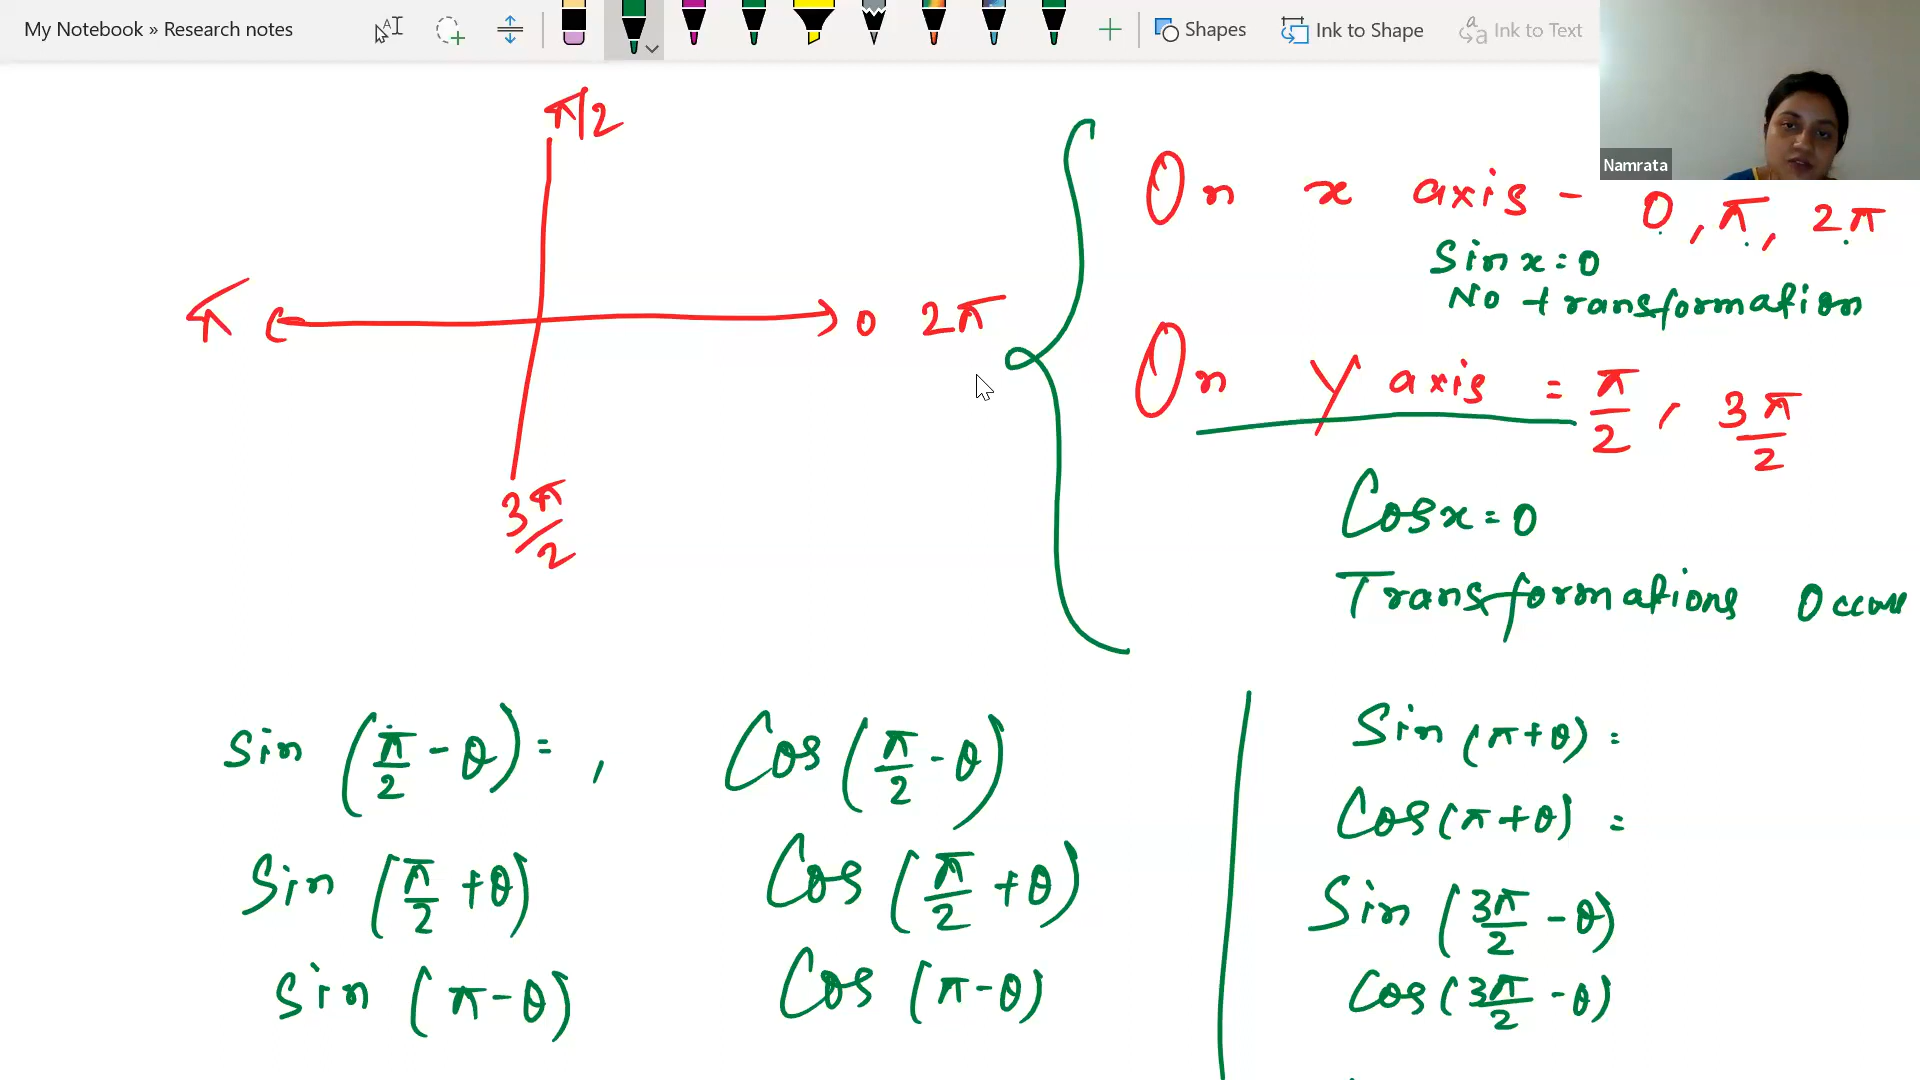 My Notebook » Research notes
Shapes
Ink to Shape
Ink to Text
Namrata
π/2
π
0 2π
3π/2
On x axis - 0, π, 2π
Sin x = 0
No transformation
On Y axis = π/2, 3π/2
Cos x = 0
Transformations Occurs
Sin (π/2 - θ) = , Cos (π/2 - θ)
Sin (π/2 + θ) Cos (π/2 + θ)
Sin (π - θ) Cos (π - θ)
Sin (π + θ) =
Cos (π + θ) =
Sin (3π/2 - θ)
Cos (3π/2 - θ)